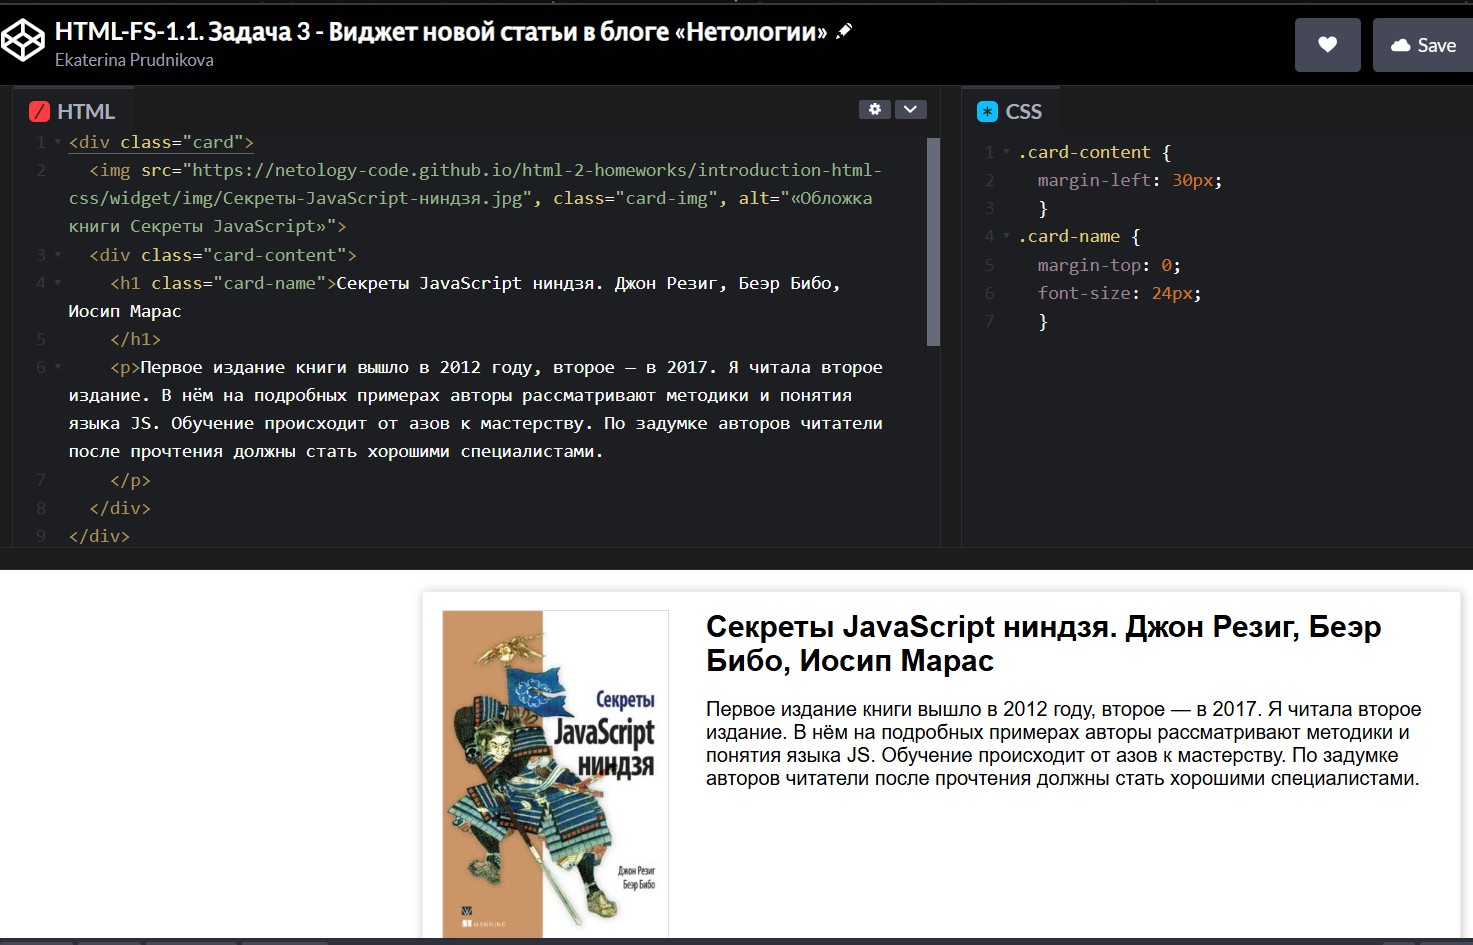 HTML-FS-1.1. Задача 3 - Виджет новой статьи в блоге «Нетологии»
Ekaterina Prudnikova
Save
HTML
1 <div class="card">
2 <img src="https://netology-code.github.io/html-2-homeworks/introduction-html-
css/widget/img/Секреты-JavaScript-ниндзя.jpg", class="card-img", alt="«Обложка
книги Секреты JavaScript»">
3 <div class="card-content">
4 <h1 class="card-name">Секреты JavaScript ниндзя. Джон Резиг, Беэр Бибо,
Иосип Марас
5 </h1>
6 <p>Первое издание книги вышло в 2012 году, второе — в 2017. Я читала второе
издание. В нём на подробных примерах авторы рассматривают методики и понятия
языка JS. Обучение происходит от азов к мастерству. По задумке авторов читатели
после прочтения должны стать хорошими специалистами.
7 </p>
8 </div>
9 </div>
CSS
1 .card-content {
2 margin-left: 30px;
3 }
4 .card-name {
5 margin-top: 0;
6 font-size: 24px;
7 }
Секреты
JavaScript
ниндзя
Джон Резиг
Беэр Бибо
MANNING
Секреты JavaScript ниндзя. Джон Резиг, Беэр
Бибо, Иосип Марас
Первое издание книги вышло в 2012 году, второе — в 2017. Я читала второе
издание. В нём на подробных примерах авторы рассматривают методики и
понятия языка JS. Обучение происходит от азов к мастерству. По задумке
авторов читатели после прочтения должны стать хорошими специалистами.